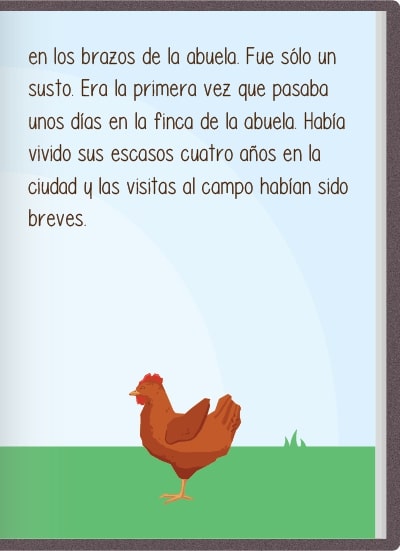 en los brazos de la abuela. Fue sólo un
susto. Era la primera vez que pasaba
unos días en la finca de la abuela. Había
vivido sus escasos cuatro años en la
ciudad y las visitas al campo habían sido
breves.